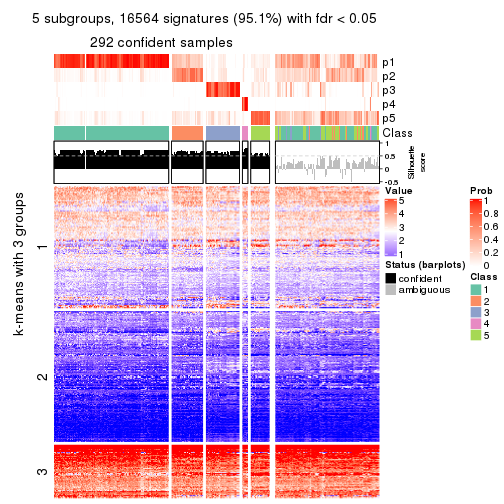 5 subgroups, 16564 signatures (95.1%) with fdr < 0.05
292 confident samples
p1
p2
p3
p4
p5
Class
1
0.5
0
-0.5
Silhouette
score
k-means with 3 groups
1
2
3
Value
5
4
3
2
1
Status (barplots)
confident
ambiguous
Prob
1
0.8
0.6
0.4
0.2
0
Class
1
2
3
4
5